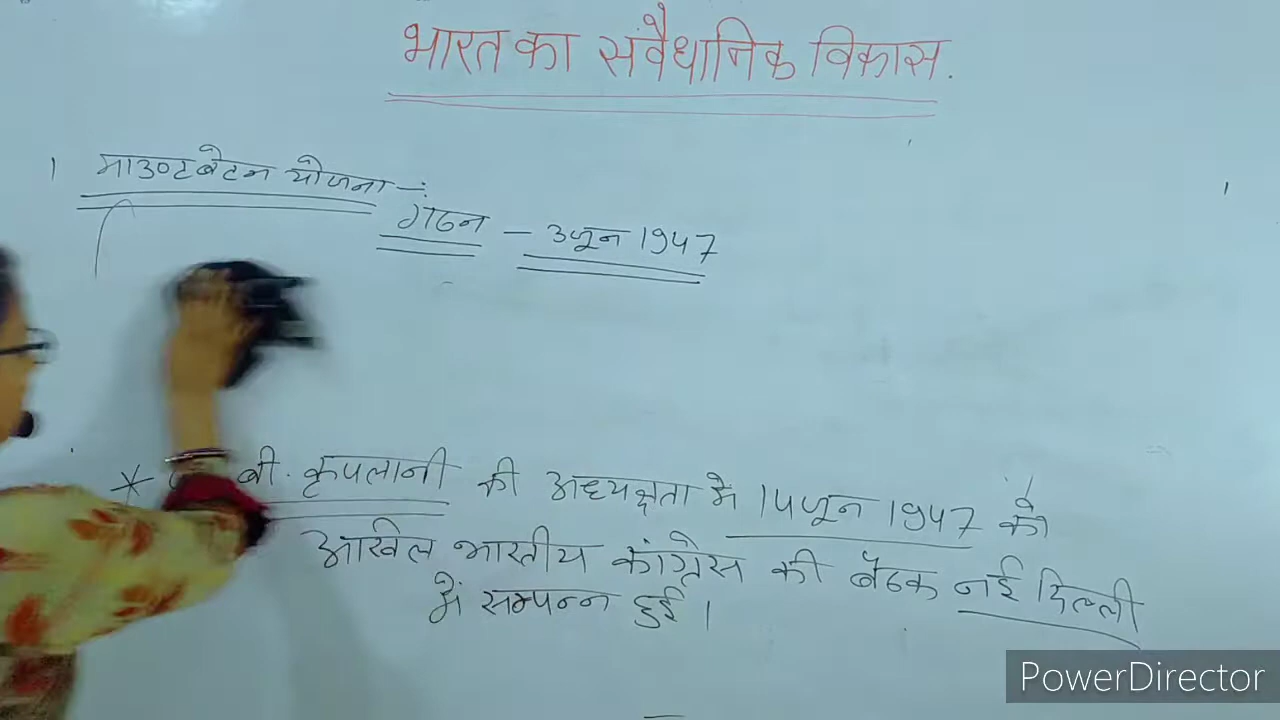 भारत का संवैधानिक विकास.
1 माउण्टबेटन योजना -:
गठन - 3 जून 1947
* बी. कृपलानी की अध्यक्षता में 14 जून 1947 को
अखिल भारतीय कांग्रेस की बैठक नई दिल्ली
में सम्पन्न हुई।
PowerDirector